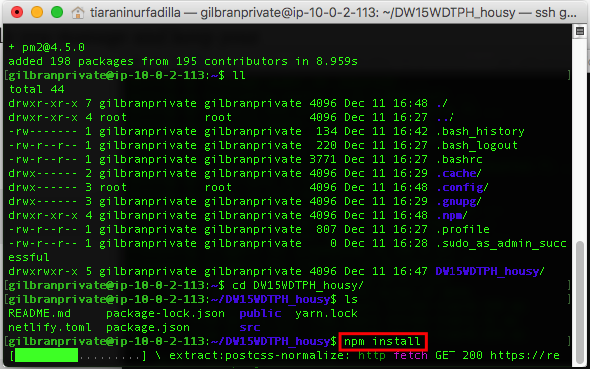 tiaraninurfadilla — gilbranprivate@ip-10-0-2-113: ~/DW15WDTPH_housy — ssh g...
+ pm2@4.5.0
added 198 packages from 195 contributors in 8.959s
[gilbranprivate@ip-10-0-2-113:~$ ll ]
total 44
drwxr-xr-x 7 gilbranprivate gilbranprivate 4096 Dec 11 16:48 ./
drwxr-xr-x 4 root           root           4096 Dec 11 16:27 ../
-rw------- 1 gilbranprivate gilbranprivate  134 Dec 11 16:42 .bash_history
-rw-r--r-- 1 gilbranprivate gilbranprivate  220 Dec 11 16:27 .bash_logout
-rw-r--r-- 1 gilbranprivate gilbranprivate 3771 Dec 11 16:27 .bashrc
drwx------ 2 gilbranprivate gilbranprivate 4096 Dec 11 16:29 .cache/
drwxr-xr-x 3 root           root           4096 Dec 11 16:48 .config/
drwx------ 3 gilbranprivate gilbranprivate 4096 Dec 11 16:29 .gnupg/
drwxr-xr-x 4 gilbranprivate gilbranprivate 4096 Dec 11 16:48 .npm/
-rw-r--r-- 1 gilbranprivate gilbranprivate  807 Dec 11 16:27 .profile
-rw-r--r-- 1 gilbranprivate gilbranprivate    0 Dec 11 16:28 .sudo_as_admin_succ
essful
drwxrwxr-x 5 gilbranprivate gilbranprivate 4096 Dec 11 16:47 DW15WDTPH_housy/
[gilbranprivate@ip-10-0-2-113:~$ cd DW15WDTPH_housy/ ]
[gilbranprivate@ip-10-0-2-113:~/DW15WDTPH_housy$ ls ]
README.md     package-lock.json  public  yarn.lock
netlify.toml  package.json       src
[gilbranprivate@ip-10-0-2-113:~/DW15WDTPH_housy$ npm install ]
[ .........] \ extract:postcss-normalize: http fetch GET 200 https://re